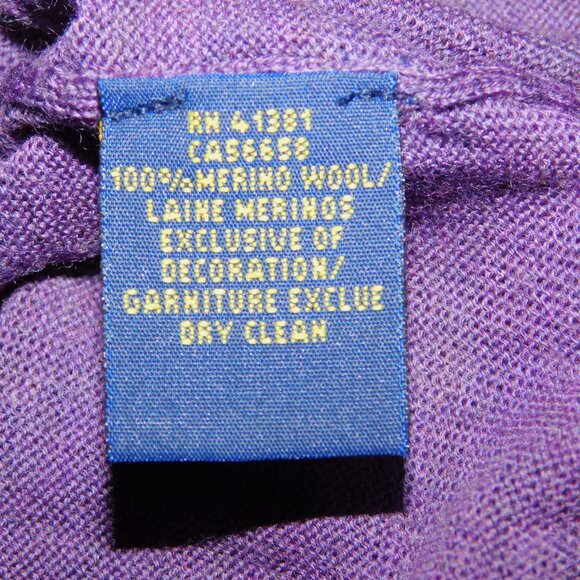 RN 41381
CA56658
100%MERINO WOOL/
LAINE MERINOS
EXCLUSIVE OF
DECORATION/
GARNITURE EXCLUE
DRY CLEAN